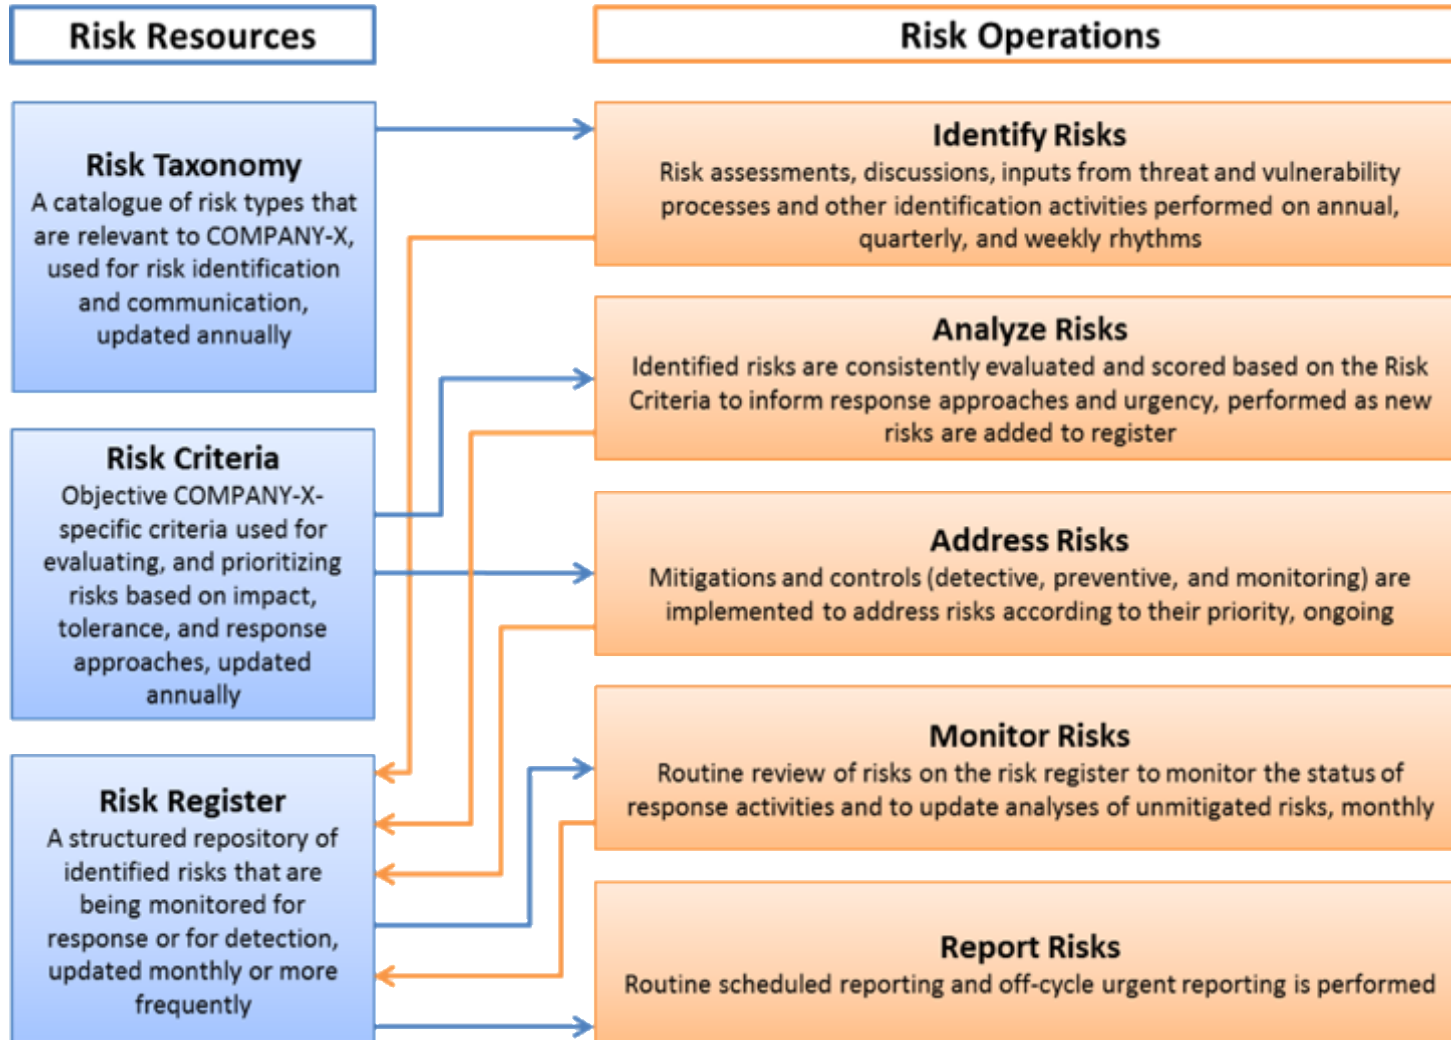 Risk Resources
Risk Operations
Risk Taxonomy
A catalogue of risk types that
are relevant to COMPANY-X,
used for risk identification
and communication,
updated annually
Risk Criteria
Objective COMPANY-X-
specific criteria used for
evaluating, and prioritizing
risks based on impact,
tolerance, and response
approaches, updated
annually
Risk Register
A structured repository of
identified risks that are
being monitored for
response or for detection,
updated monthly or more
frequently
Identify Risks
Risk assessments, discussions, inputs from threat and vulnerability
processes and other identification activities performed on annual,
quarterly, and weekly rhythms
Analyze Risks
Identified risks are consistently evaluated and scored based on the Risk
Criteria to inform response approaches and urgency, performed as new
risks are added to register
Address Risks
Mitigations and controls (detective, preventive, and monitoring) are
implemented to address risks according to their priority, ongoing
Monitor Risks
Routine review of risks on the risk register to monitor the status of
response activities and to update analyses of unmitigated risks, monthly
Report Risks
Routine scheduled reporting and off-cycle urgent reporting is performed